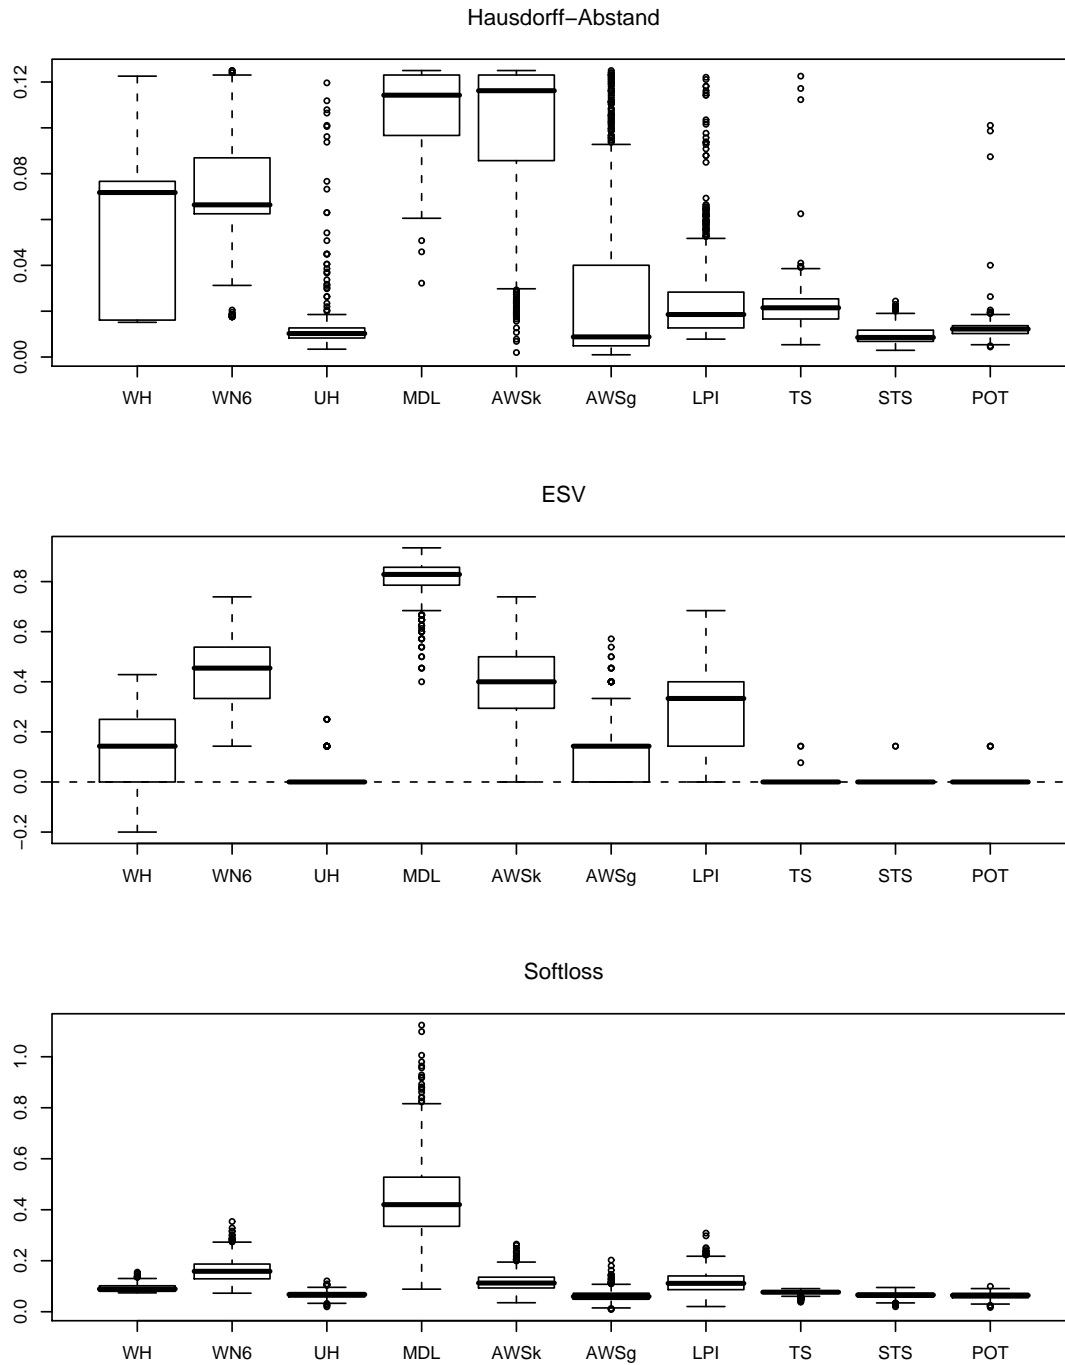 Hausdorff−Abstand
0.12
0.08
0.04
0.00
WH WN6 UH MDL AWSk AWSg LPI TS STS POT
ESV
0.8
0.6
0.4
0.2
0.0
−0.2
WH WN6 UH MDL AWSk AWSg LPI TS STS POT
Softloss
1.0
0.8
0.6
0.4
0.2
0.0
WH WN6 UH MDL AWSk AWSg LPI TS STS POT